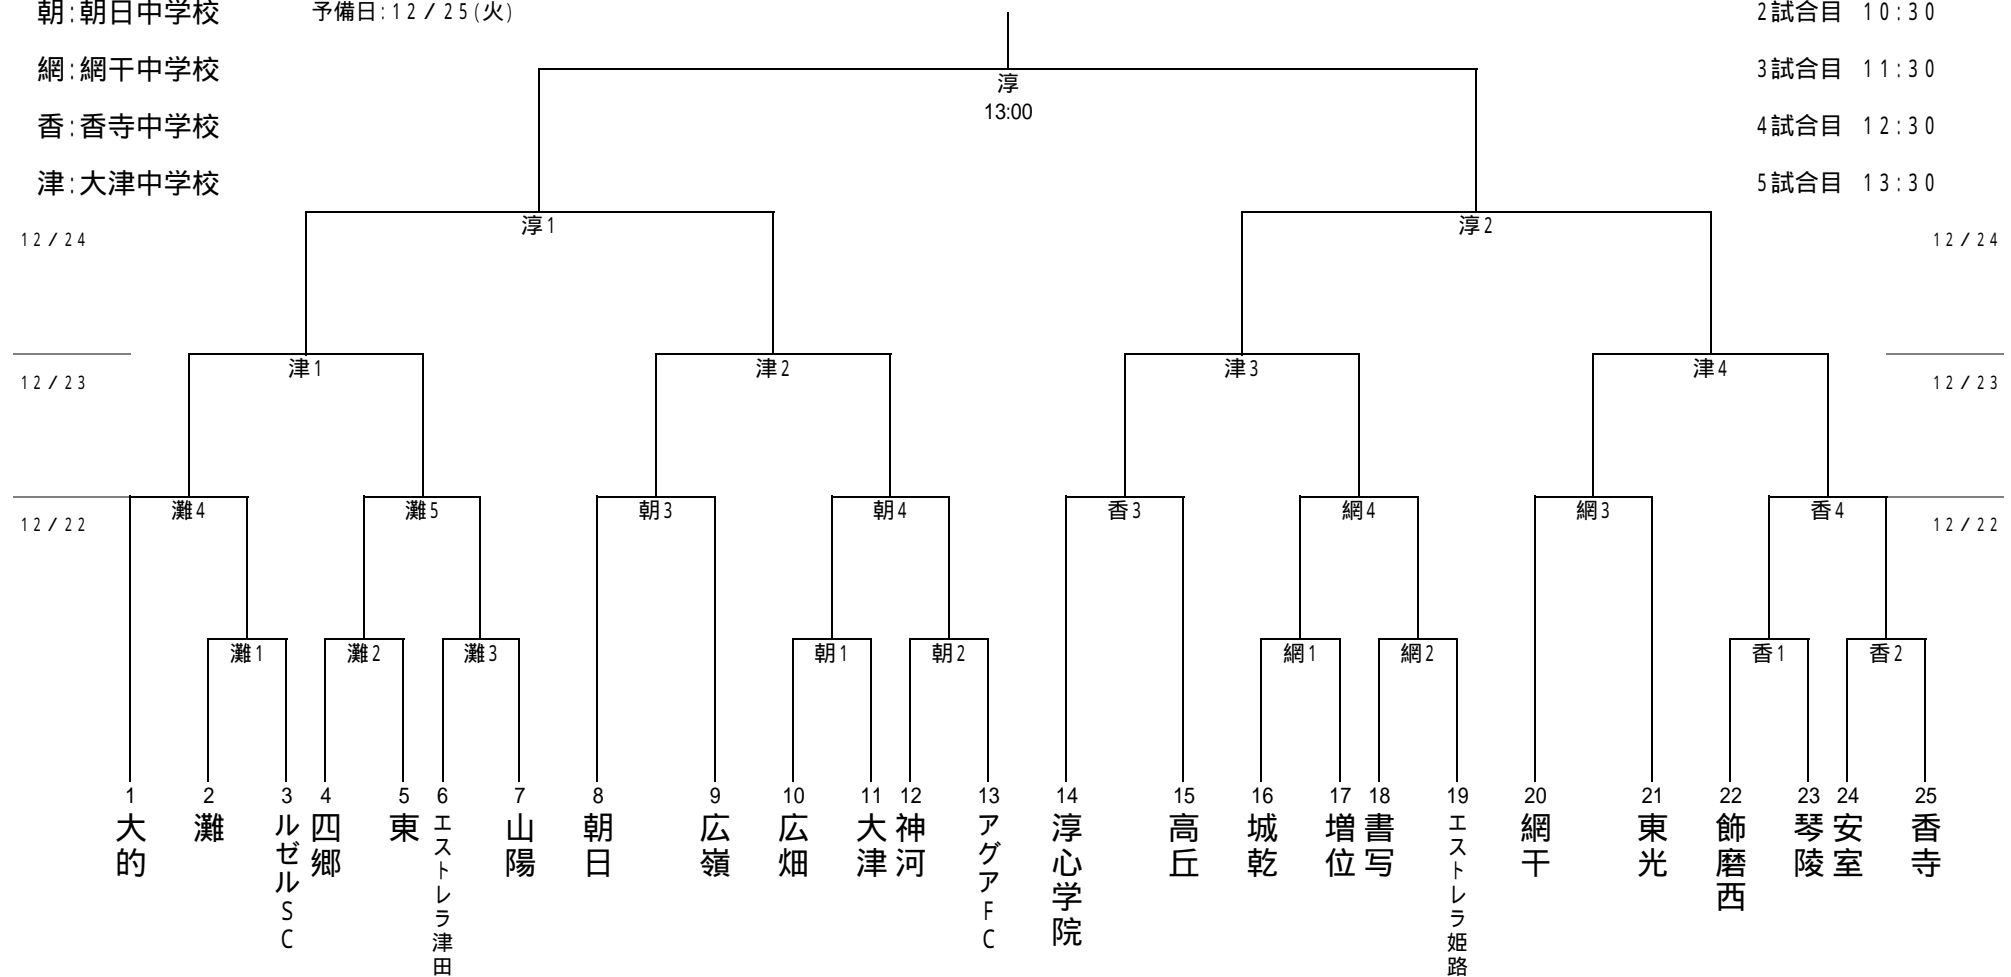 朝:朝日中学校 予備日:12/25(火) 2試合目 10:30
網:網干中学校 3試合目 11:30
淳
13:00
香:香寺中学校 4試合目 12:30
津:大津中学校 5試合目 13:30
淳1 淳2
12/24 12/24
津1 津2 津3 津4
12/23 12/23
灘4 灘5 朝3 朝4 香3 網4 網3 香4
12/22 12/22
灘1 灘2 灘3 朝1 朝2 網1 網2 香1 香2
1 2 3 4 5 6 7 8 9 10 11 12 13 14 15 16 17 18 19 20 21 22 23 24 25
大的
灘
ルゼルSC
四郷
東
エストレラ津田
山陽
朝日
広嶺
広畑
大津
神河
アグアFC
淳心学院
高丘
城乾
増位
書写
エストレラ姫路
網干
東光
飾磨西
琴陵
安室
香寺